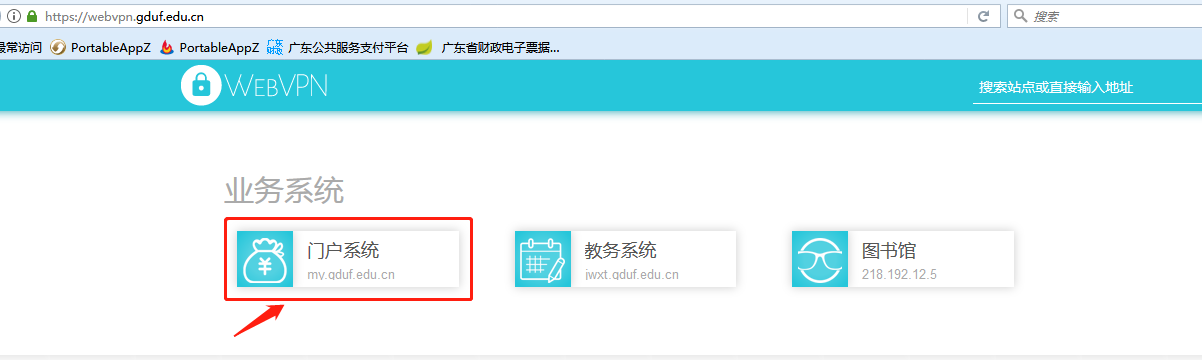 https://webvpn.gduf.edu.cn
搜索
最常访问 PortableAppZ PortableAppZ 广东公共服务支付平台 广东省财政电子票据...
WEBVPN
搜索站点或直接输入地址
业务系统
门户系统
my.gduf.edu.cn
教务系统
jwxt.gduf.edu.cn
图书馆
218.192.12.5